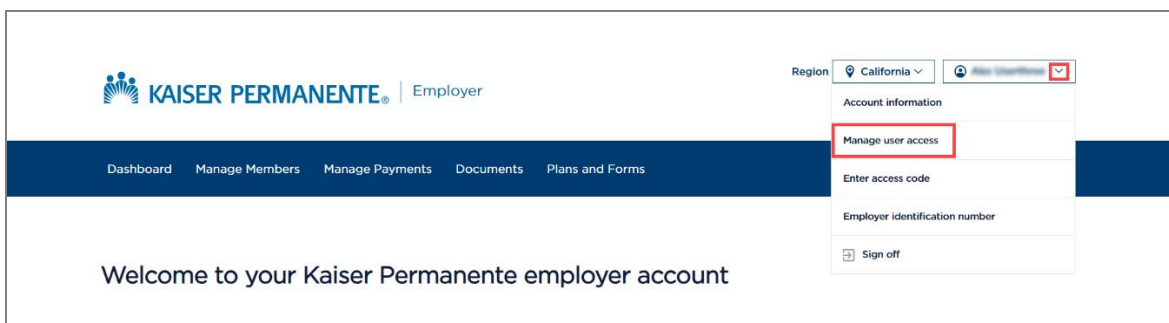 Region California
KAISER PERMANENTE® Employer
Account information
Manage user access
Dashboard Manage Members Manage Payments Documents Plans and Forms
Enter access code
Employer identification number
Sign off
Welcome to your Kaiser Permanente employer account